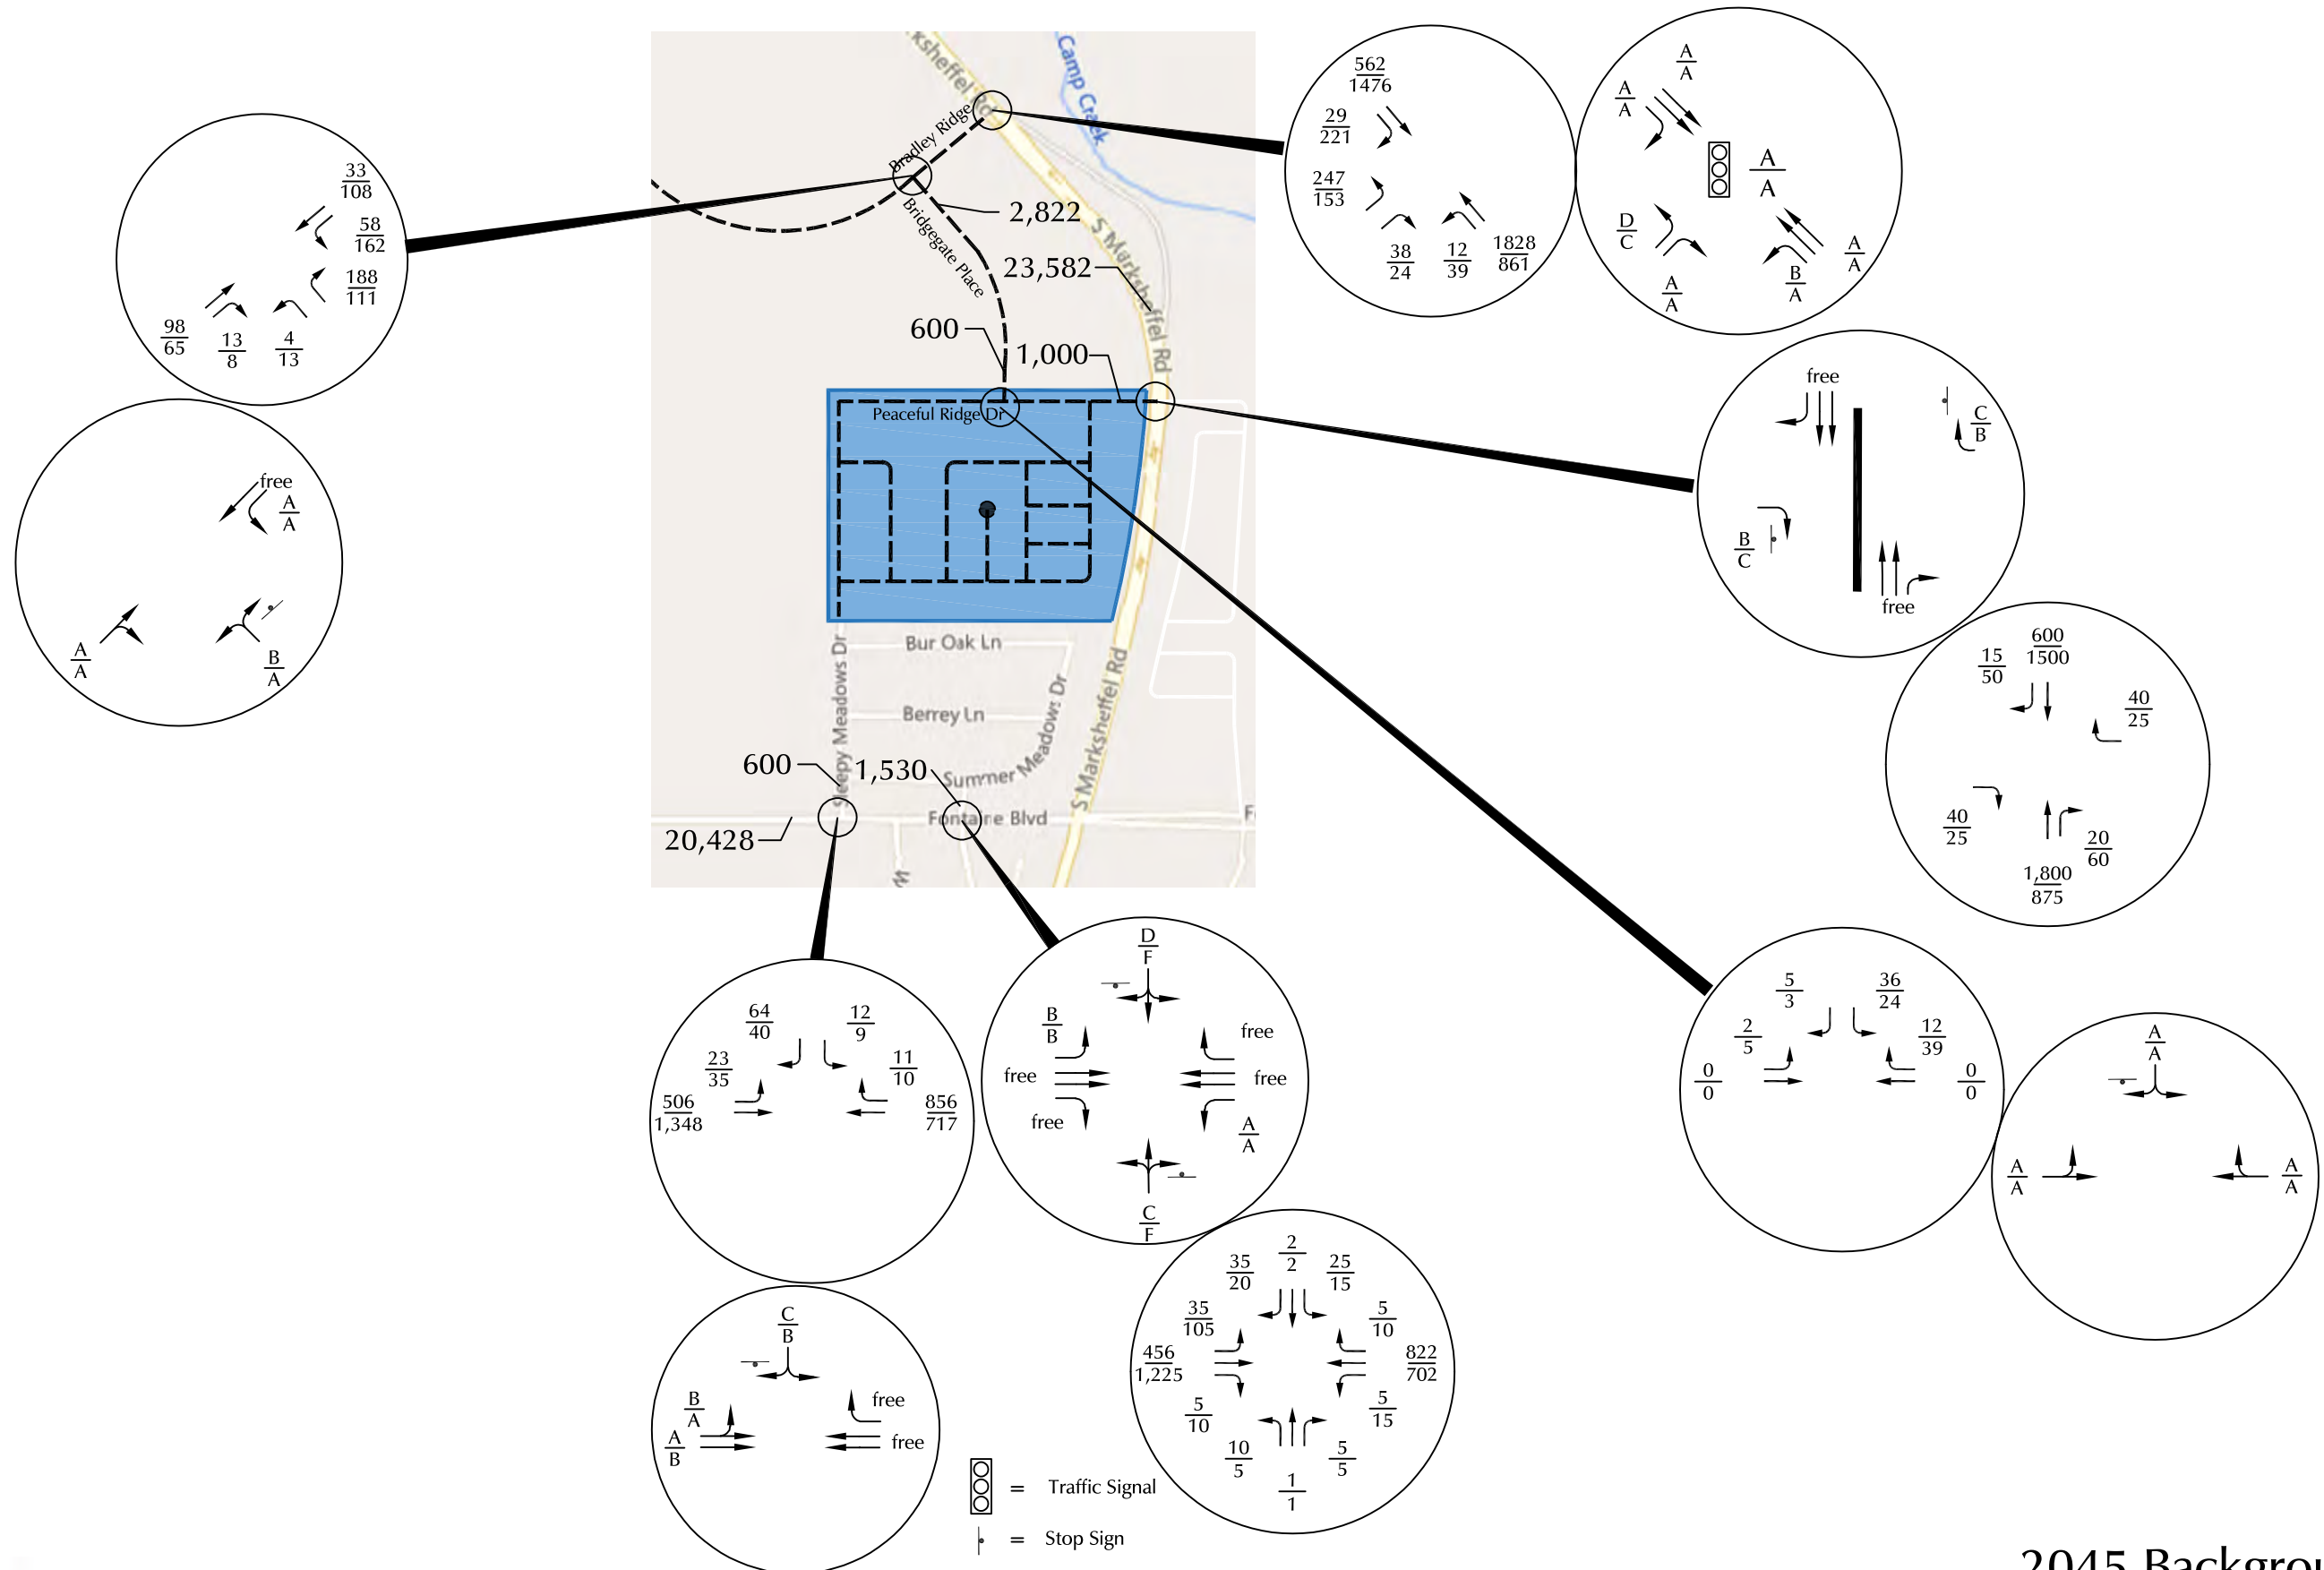 rksheffel Rd
Camp Creek
Bradley Ridge
Bridgegate Place
2,822
S Marksheffel Rd
23,582
600
1,000
Peaceful Ridge Dr
Bur Oak Ln
Berrey Ln
Sleepy Meadows Dr
Summer Meadows Dr
S Marksheffel Rd
600
1,530
Fontaine Blvd
20,428
33
108
58
162
188
111
98
65
13
8
4
13
free
A
A
A
A
B
A
562
1476
29
221
247
153
38
24
12
39
1828
861
A
A
A
A
A
A
D
C
A
A
B
A
A
A
free
C
B
B
C
free
600
1500
15
50
40
25
40
25
20
60
1,800
875
5
3
36
24
2
5
12
39
0
0
0
0
A
A
A
A
A
A
64
40
12
9
23
35
11
10
506
1,348
856
717
D
F
B
B
free
free
free
free
A
A
C
F
C
B
B
A
free
A
B
free
2
2
35
20
25
15
35
105
5
10
456
1,225
822
702
5
10
5
15
10
5
5
5
1
1
= Traffic Signal
= Stop Sign
2045 Backgrou